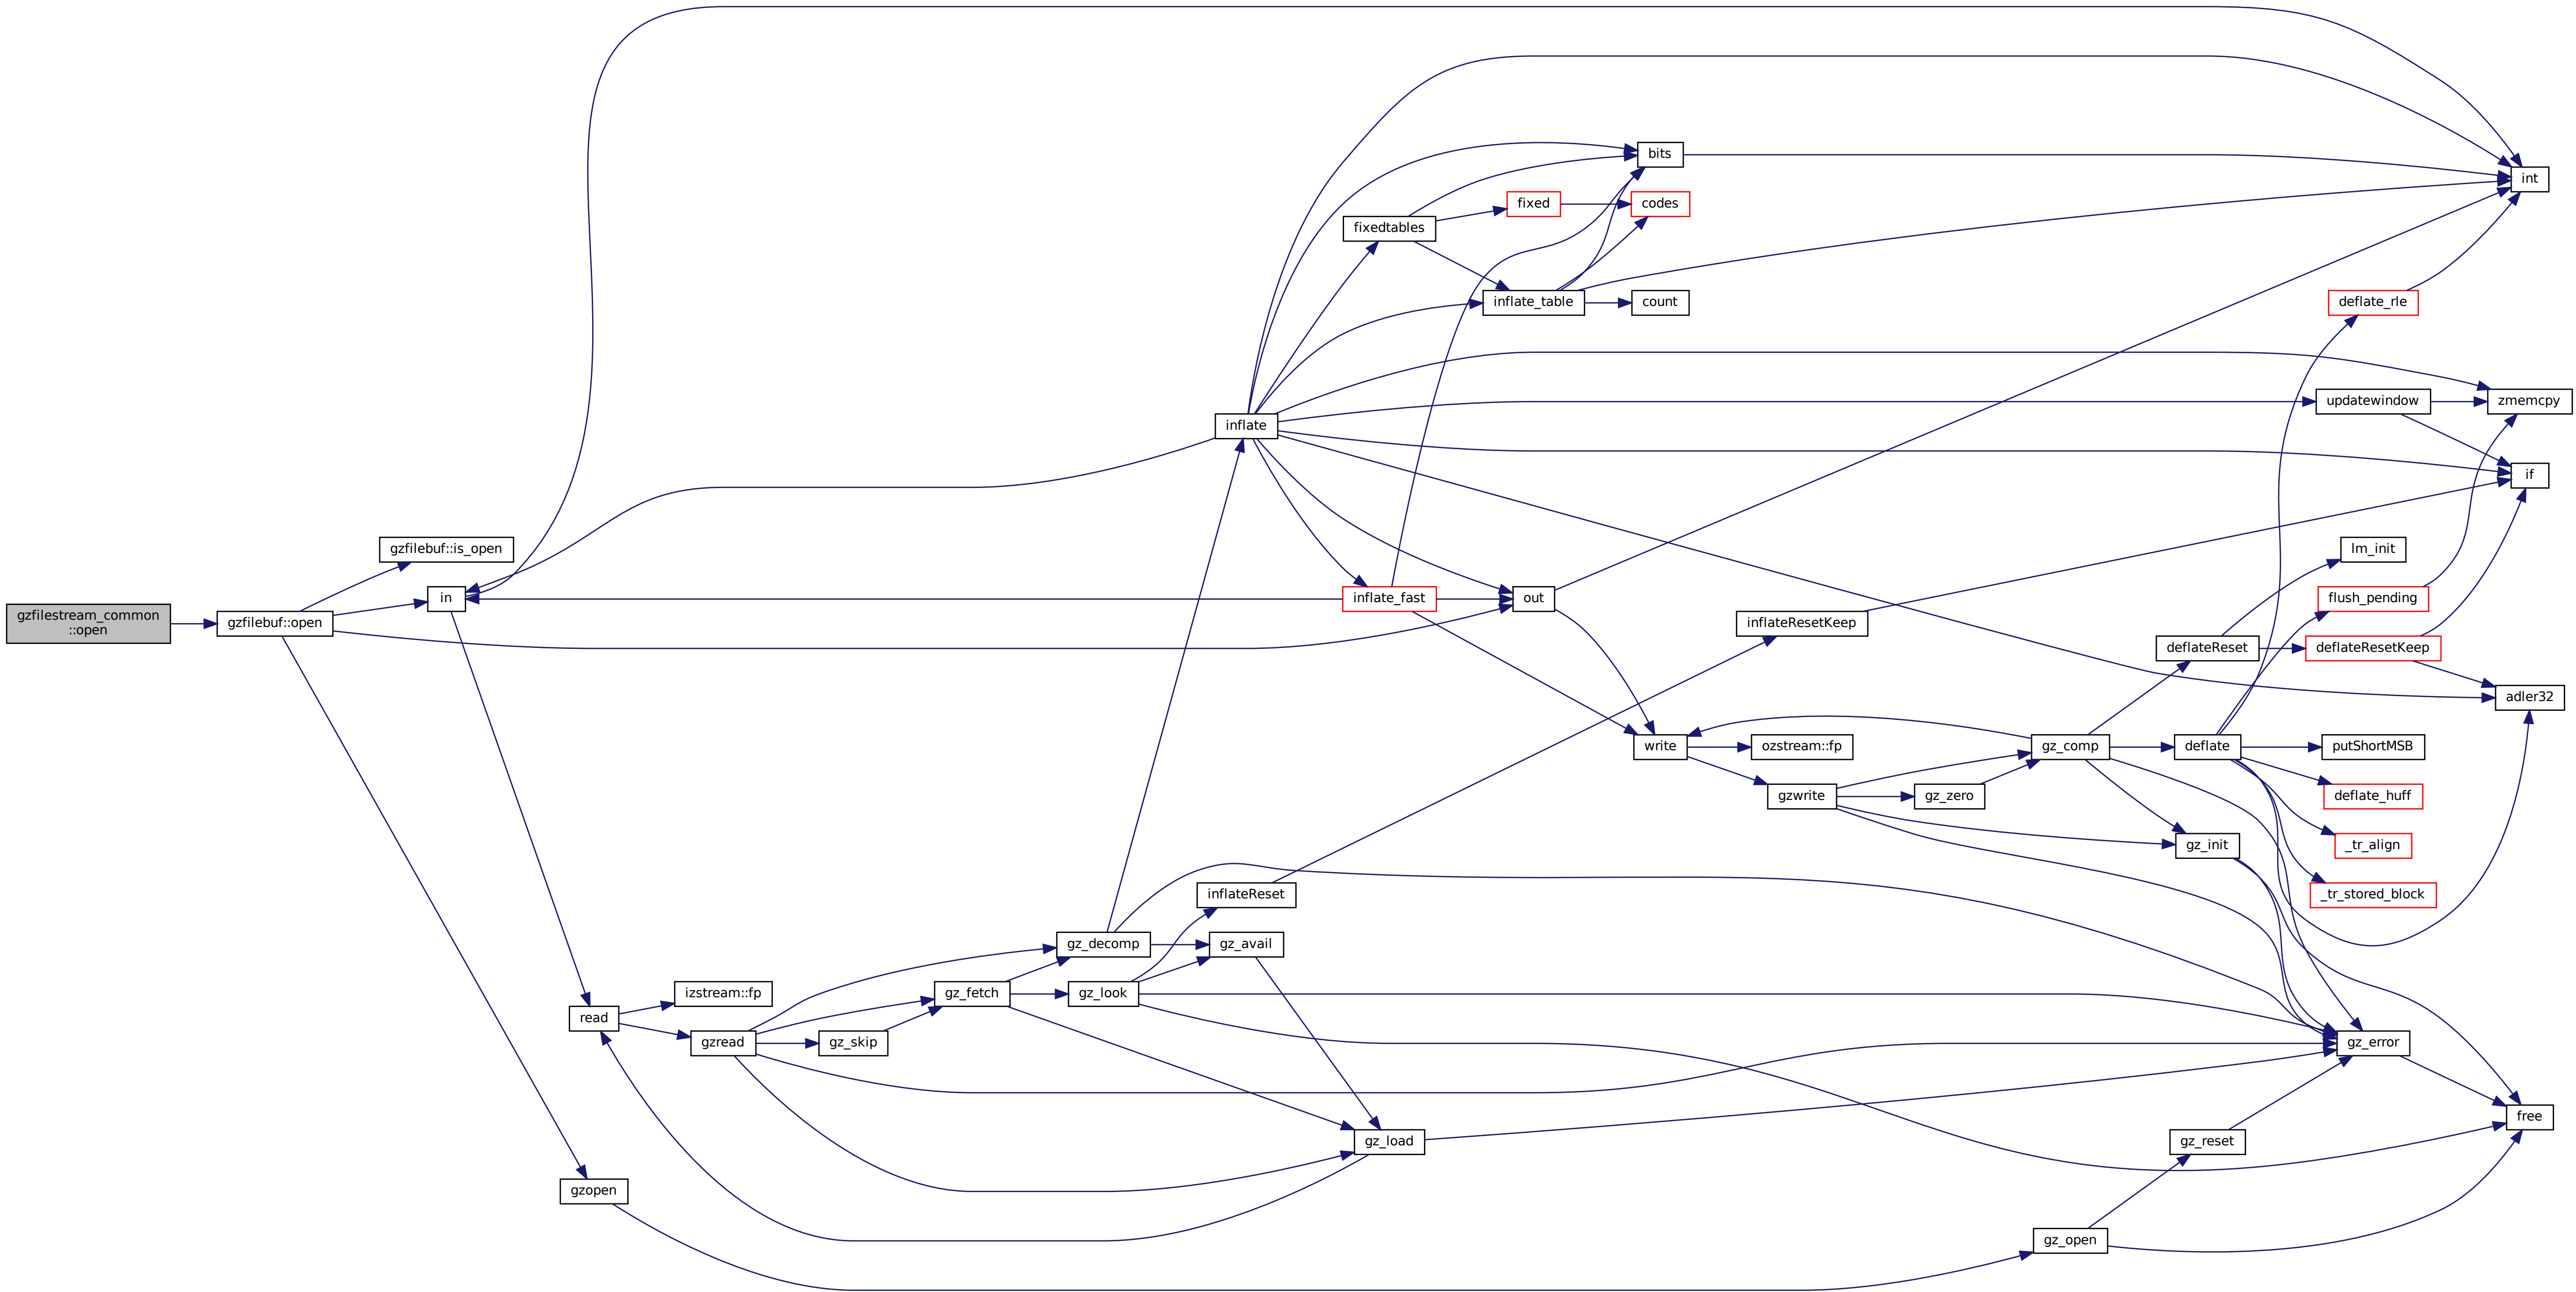 gzfilestream_common
::open
gzfilebuf::open
gzfilebuf::is_open
in
read
gzopen
izstream::fp
gzread
gz_skip
gz_fetch
gz_decomp
gz_look
inflate
inflateReset
gz_avail
fixedtables
inflate_fast
gz_load
fixed
inflate_table
out
bits
codes
count
write
inflateResetKeep
ozstream::fp
gzwrite
gz_zero
gz_comp
gz_open
deflateReset
deflate
gz_init
gz_reset
deflate_rle
updatewindow
lm_init
flush_pending
deflateResetKeep
putShortMSB
deflate_huff
_tr_align
_tr_stored_block
gz_error
int
zmemcpy
if
adler32
free